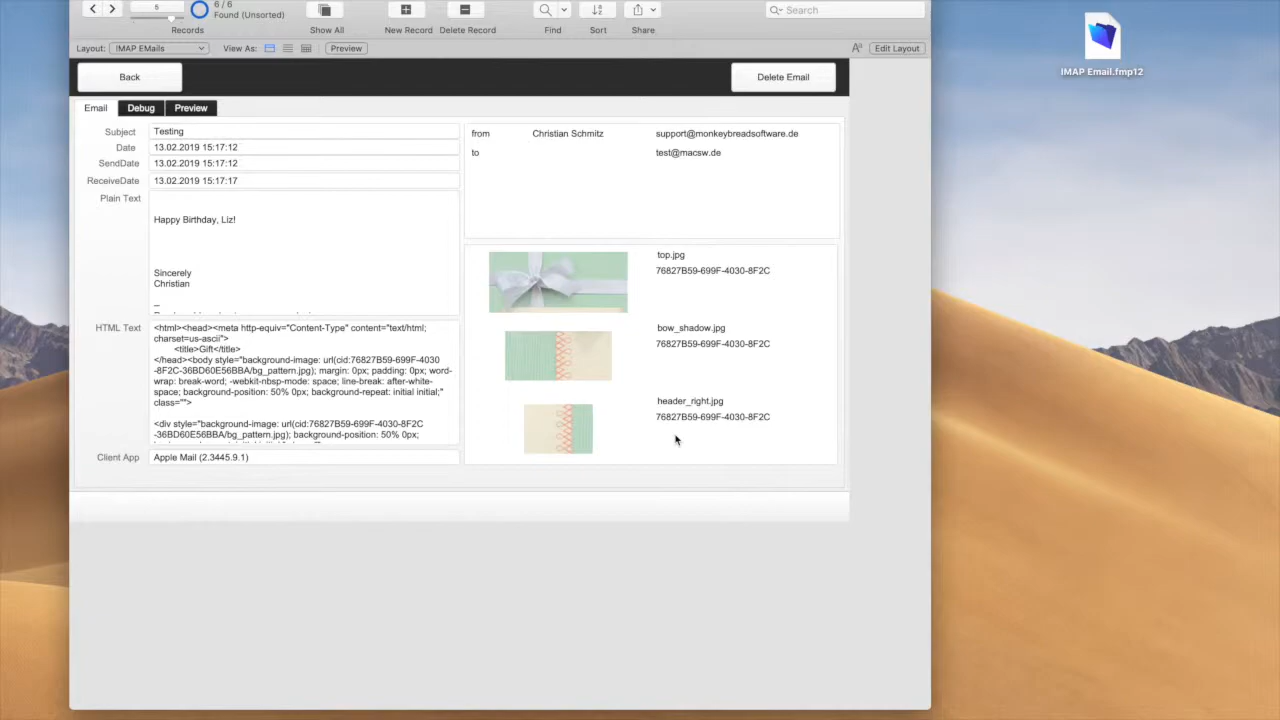 5
6 / 6
Found (Unsorted)
Records
Show All
New Record
Delete Record
Find
Sort
Share
Search
Layout:
IMAP EMails
View As:
Preview
Edit Layout
Back
Delete Email
Email
Debug
Preview
Subject
Testing
Date
13.02.2019 15:17:12
SendDate
13.02.2019 15:17:12
ReceiveDate
13.02.2019 15:17:17
Plain Text
Happy Birthday, Liz!
Sincerely
Christian
--
HTML Text
<html><head><meta http-equiv="Content-Type" content="text/html;
charset=us-ascii">
<title>Gift</title>
</head><body style="background-image: url(cid:76827B59-699F-4030
-8F2C-36BD60E56BBA/bg_pattern.jpg); margin: 0px; padding: 0px; word-
wrap: break-word; -webkit-nbsp-mode: space; line-break: after-white-
space; background-position: 50% 0px; background-repeat: initial initial;"
class="">
<div style="background-image: url(cid:76827B59-699F-4030-8F2C
-36BD60E56BBA/bg_pattern.jpg); background-position: 50% 0px;
Client App
Apple Mail (2.3445.9.1)
from
Christian Schmitz
support@monkeybreadsoftware.de
to
test@macsw.de
top.jpg
76827B59-699F-4030-8F2C
bow_shadow.jpg
76827B59-699F-4030-8F2C
header_right.jpg
76827B59-699F-4030-8F2C
IMAP Email.fmp12